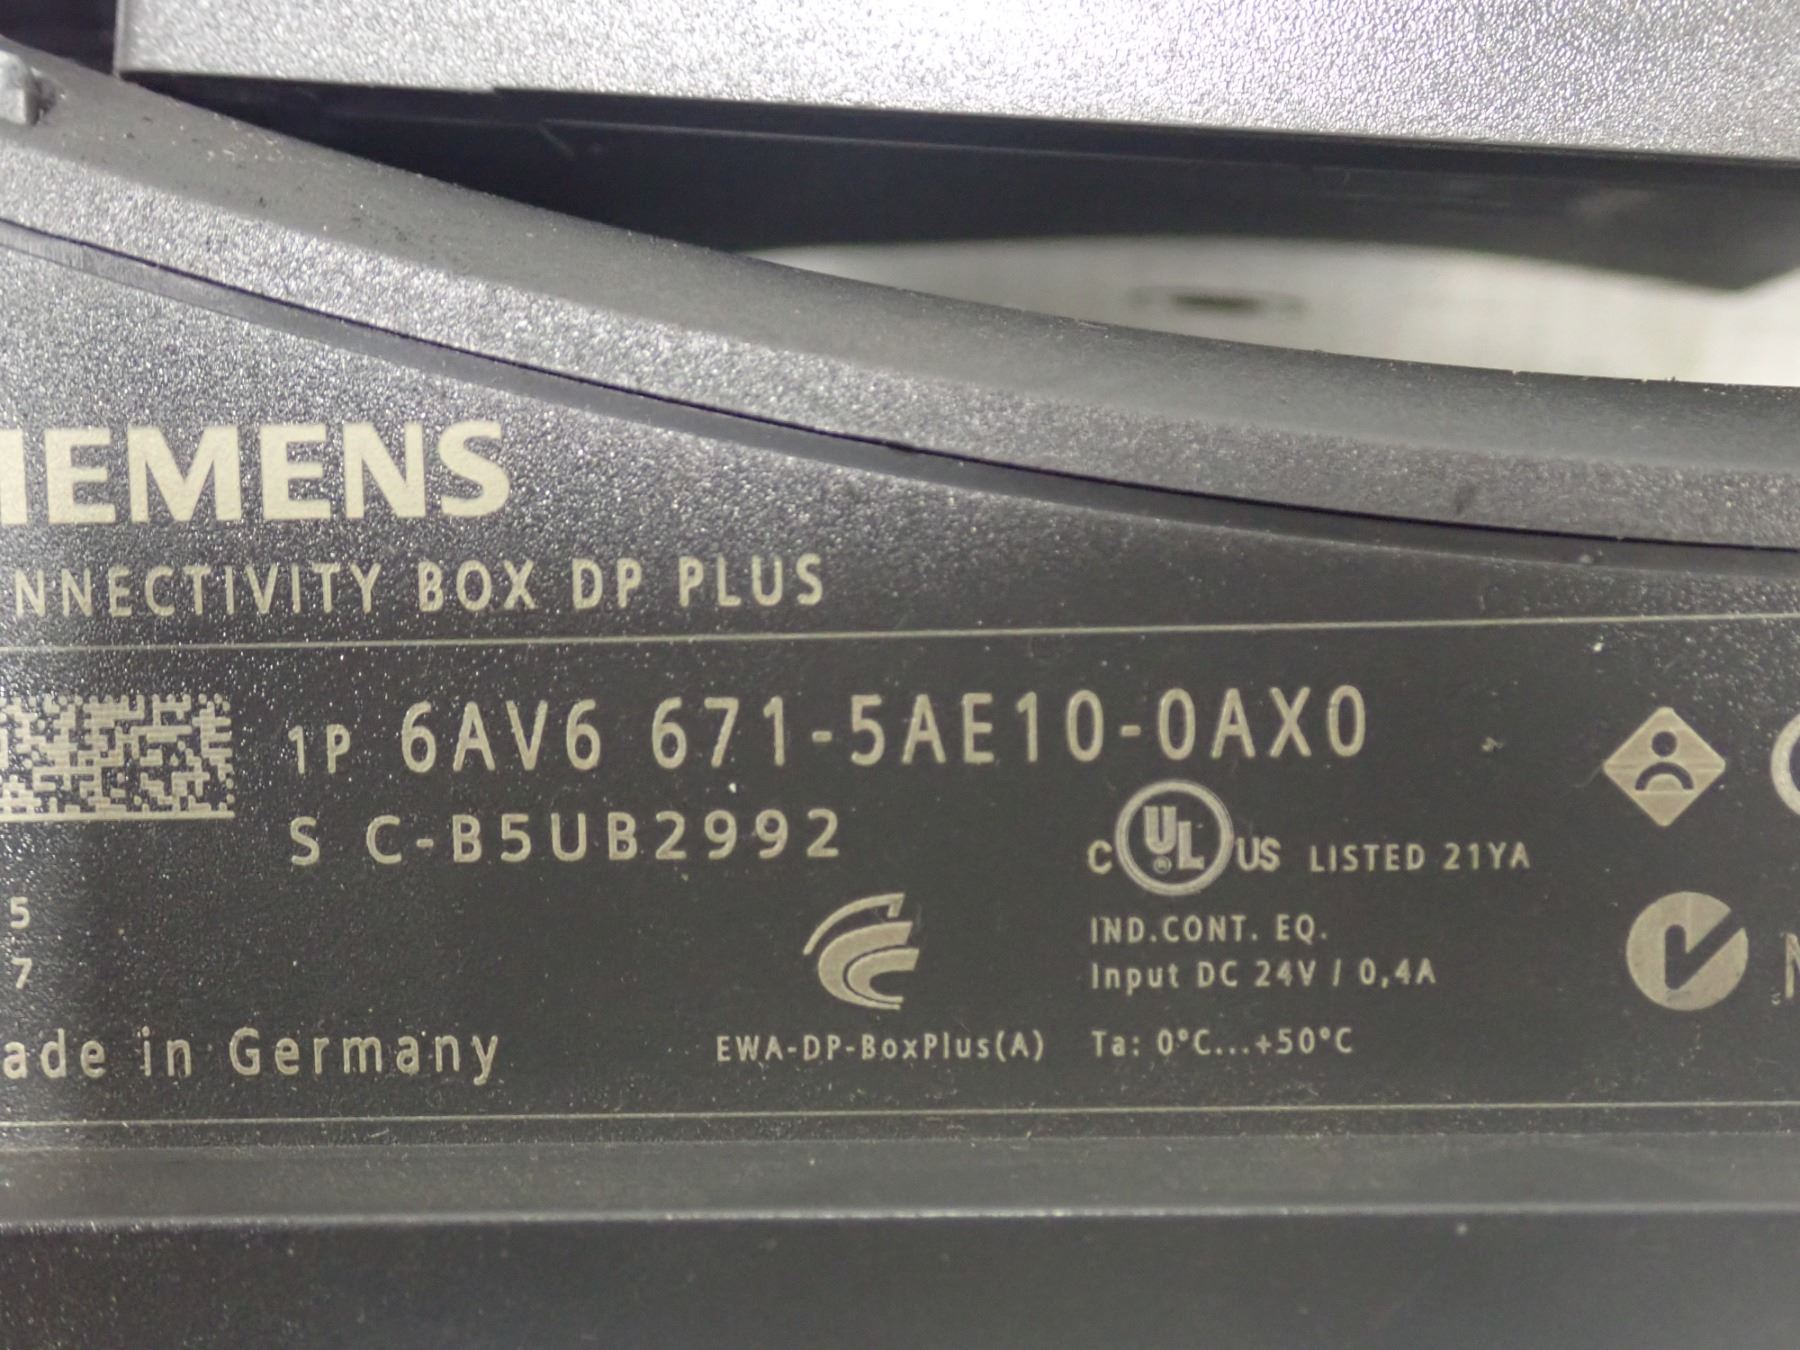 IEMENS
NNECTIVITY BOX DP PLUS
1P 6AV6 671-5AE10-0AX0
S C-B5UB2992
c UL ® US LISTED 21YA
5
IND.CONT. EQ.
7
Input DC 24V / 0,4A
ade in Germany
EWA-DP-BoxPlus(A)
Ta: 0°C...+50°C